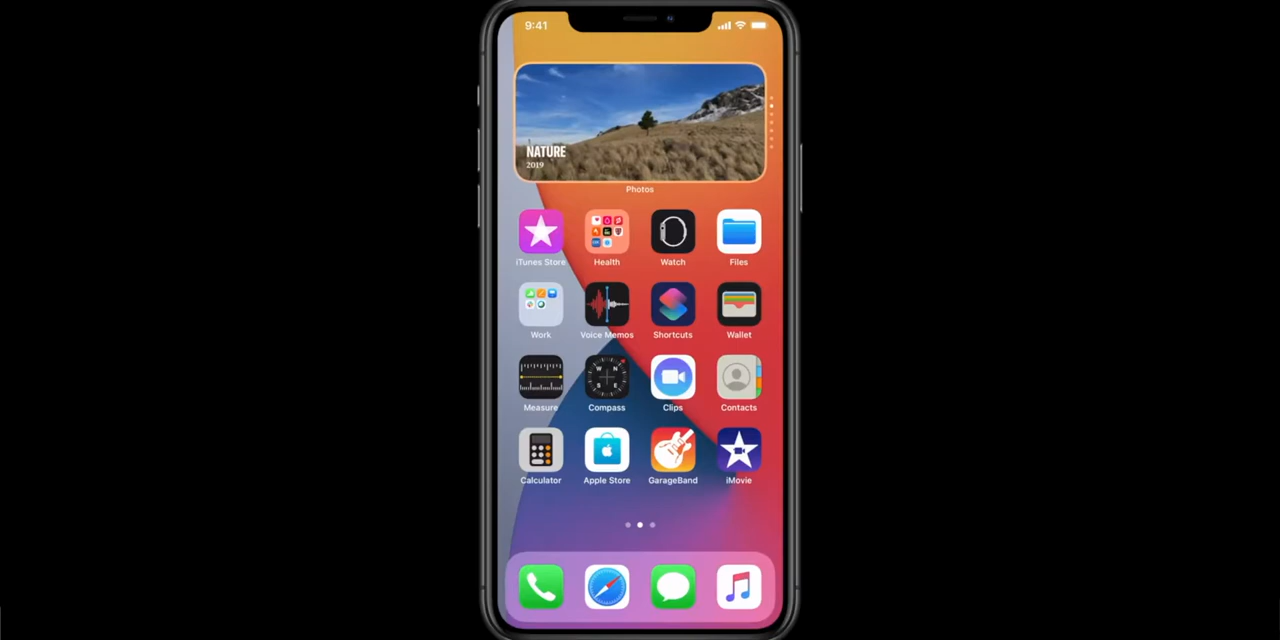 9:41
NATURE
2019
Photos
iTunes Store Health Watch Files
Work Voice Memos Shortcuts Wallet
W N
S E
Measure Compass Clips Contacts
Calculator Apple Store GarageBand iMovie